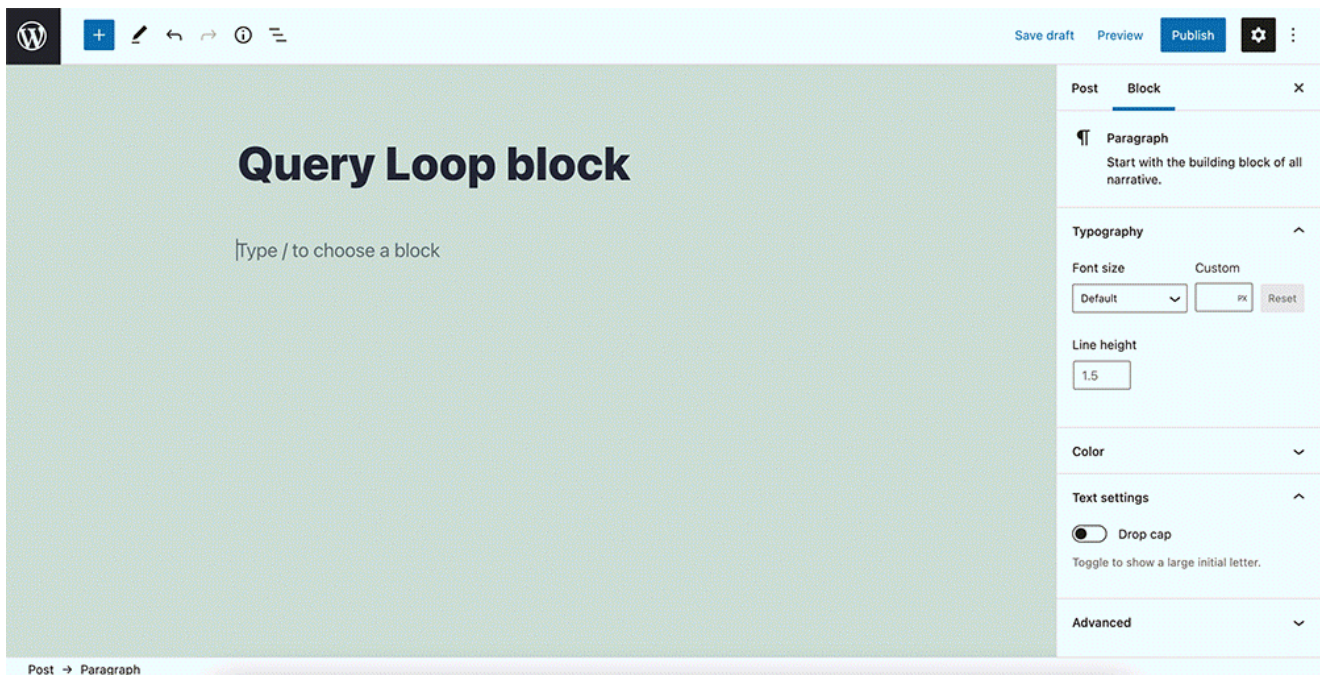 Save draft Preview Publish
Post Block
Query Loop block
Type / to choose a block
Paragraph
Start with the building block of all
narrative.
Typography
Font size Custom
Default PX Reset
Line height
1.5
Color
Text settings
Drop cap
Toggle to show a large initial letter.
Advanced
Post → Paragraph